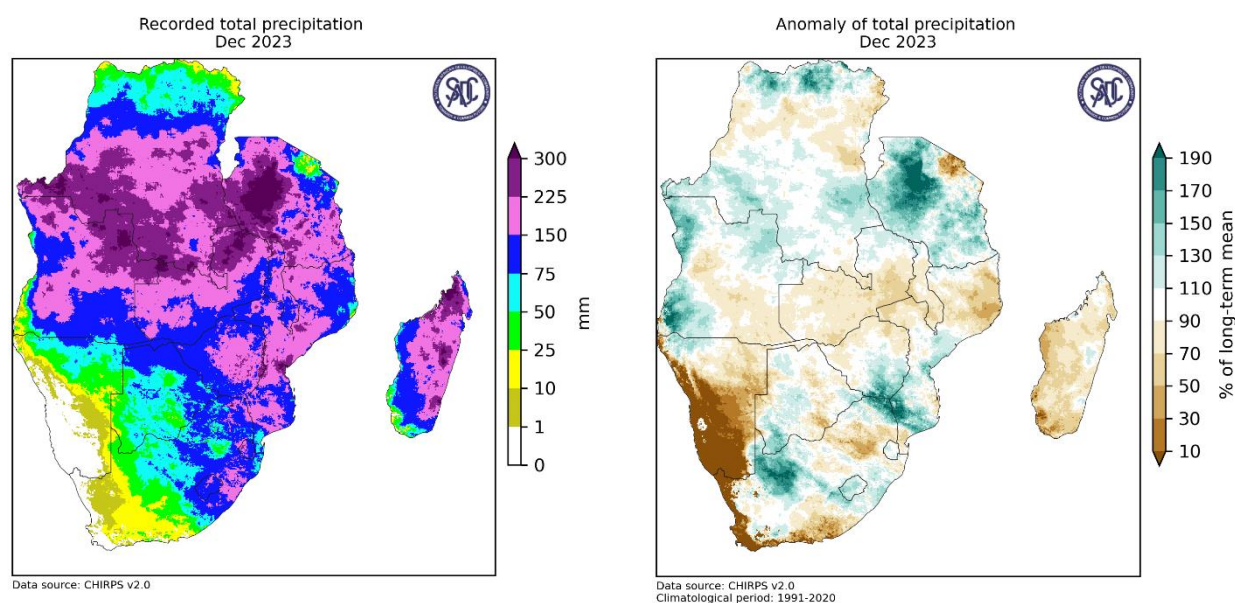 Recorded total precipitation
Dec 2023
SADC
300
225
150
75
50
25
10
1
0
mm
Data source: CHIRPS v2.0
Anomaly of total precipitation
Dec 2023
SADC
190
170
150
130
110
90
70
50
30
10
% of long-term mean
Data source: CHIRPS v2.0
Climatological period: 1991-2020